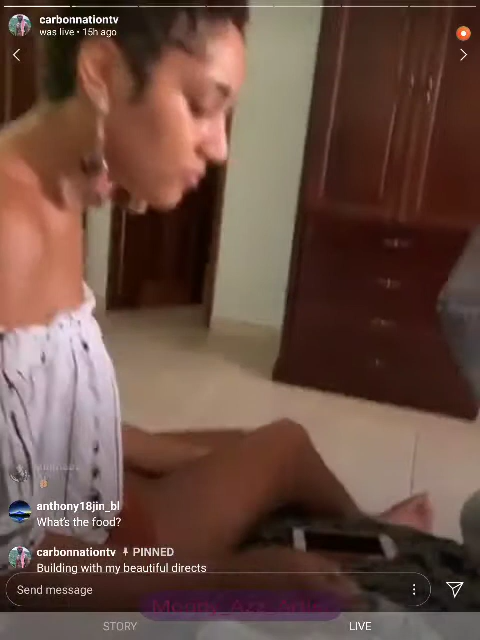 carbonnationtv
was live • 15h ago
anthony18jin_bl
What's the food?
carbonnationtv PINNED
Building with my beautiful directs
Send message
STORY LIVE